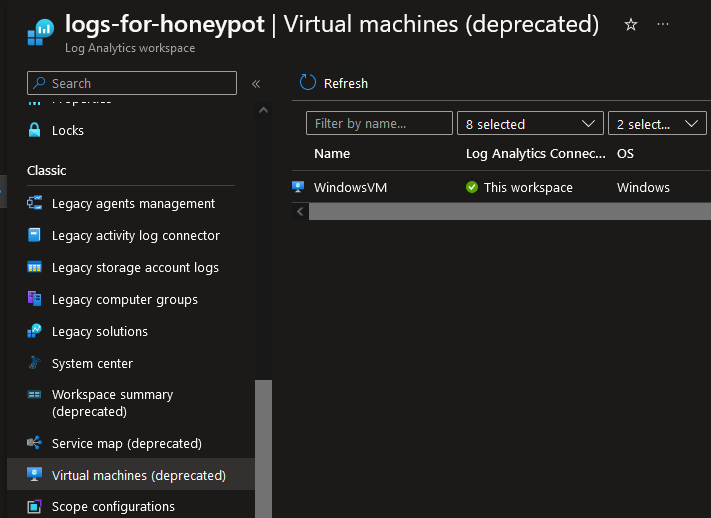 logs-for-honeypot | Virtual machines (deprecated)
Log Analytics workspace
Search
Properties
Locks
Classic
Legacy agents management
Legacy activity log connector
Legacy storage account logs
Legacy computer groups
Legacy solutions
System center
Workspace summary
(deprecated)
Service map (deprecated)
Virtual machines (deprecated)
Scope configurations
Refresh
Filter by name...
8 selected
2 select...
Name
Log Analytics Connec...
OS
WindowsVM
This workspace
Windows